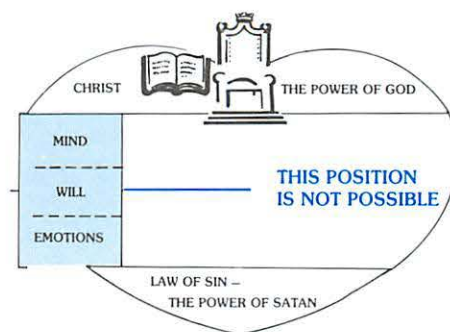 CHRIST
THE POWER OF GOD
MIND
WILL
EMOTIONS
THIS POSITION
IS NOT POSSIBLE
LAW OF SIN –
THE POWER OF SATAN